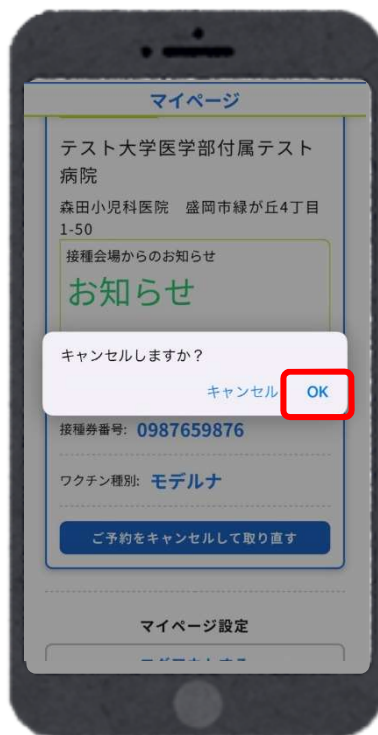 マイページ
テスト大学医学部付属テスト
病院
森田小児科医院 盛岡市緑が丘4丁目
1-50
接種会場からのお知らせ
お知らせ
キャンセルしますか？
キャンセル OK
接種券番号: 0987659876
ワクチン種別: モデルナ
ご予約をキャンセルして取り直す
マイページ設定